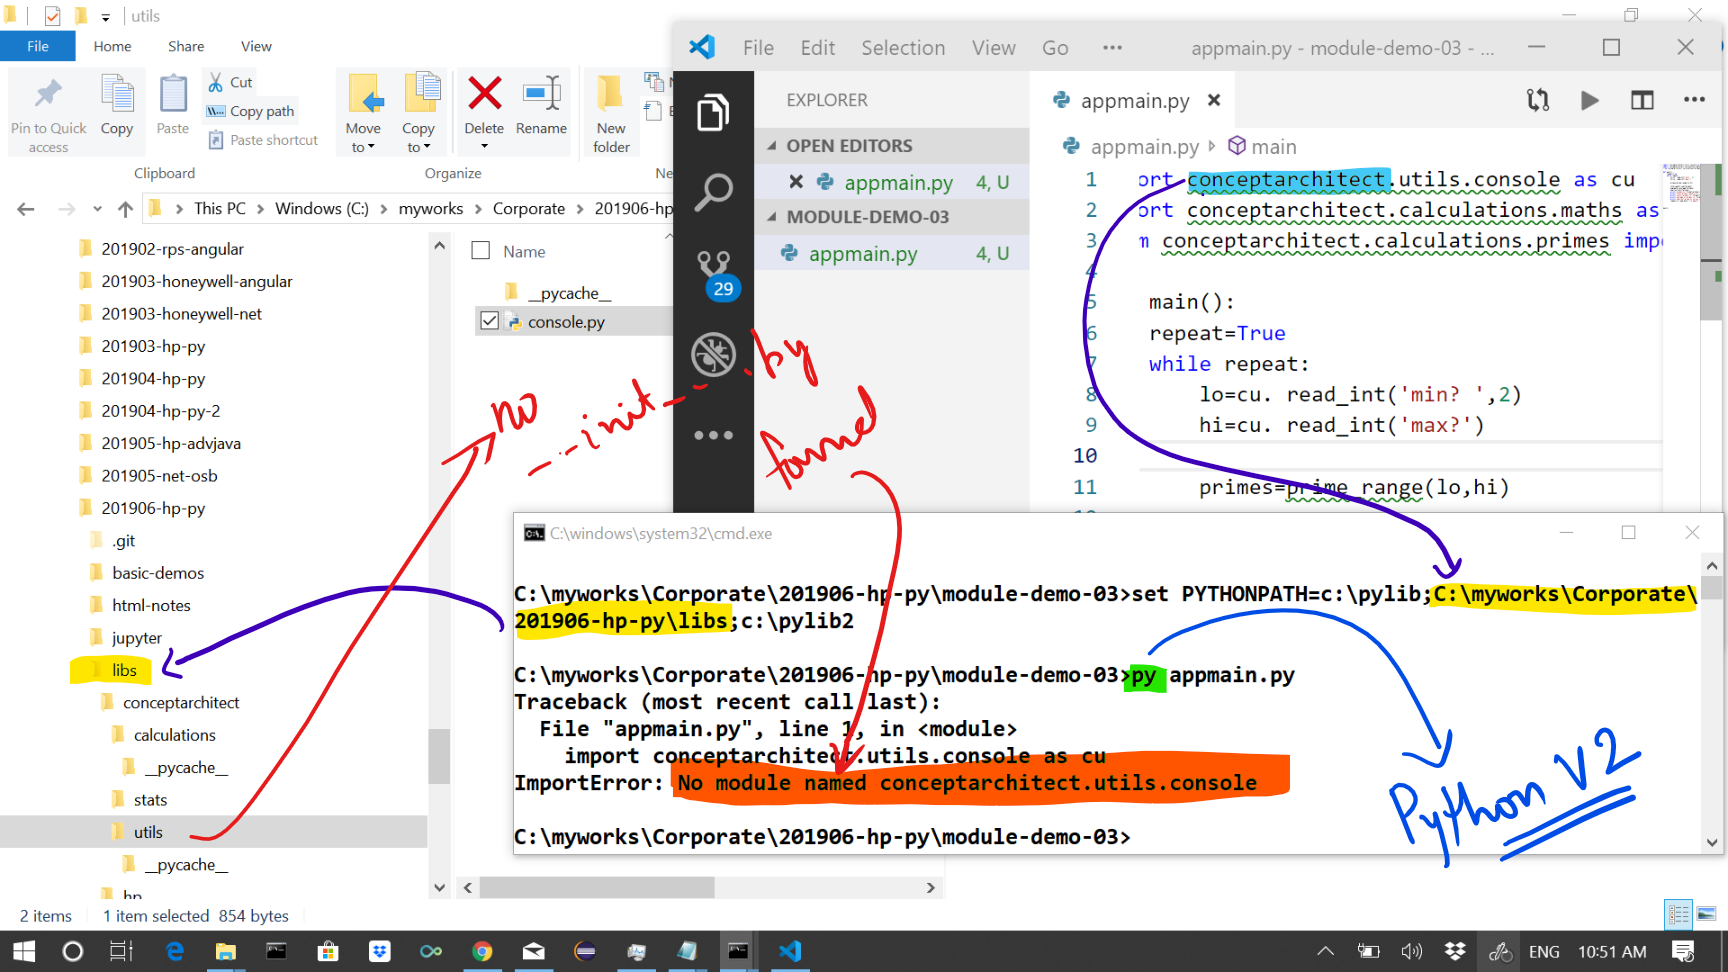 utils
File Home Share View
Pin to Quick access
Copy
Paste
Cut
Copy path
Paste shortcut
Move to
Copy to
Delete
Rename
New folder
Clipboard
Organize
Ne
This PC > Windows (C:) > myworks > Corporate > 201906-hp
201902-rps-angular
201903-honeywell-angular
201903-honeywell-net
201903-hp-py
201904-hp-py
201904-hp-py-2
201905-hp-advjava
201905-net-osb
201906-hp-py
.git
basic-demos
html-notes
jupyter
libs
conceptarchitect
calculations
__pycache__
stats
utils
__pycache__
hp
Name
__pycache__
console.py
2 items 1 item selected 854 bytes
no
__init__.py
found
File Edit Selection View Go ···
appmain.py - module-demo-03 - ...
EXPLORER
OPEN EDITORS
appmain.py 4, U
MODULE-DEMO-03
appmain.py 4, U
29
appmain.py
appmain.py main
1 ort conceptarchitect.utils.console as cu
2 ort conceptarchitect.calculations.maths as
3 m conceptarchitect.calculations.primes imp
4
5 main():
6 repeat=True
7 while repeat:
8 lo=cu. read_int('min? ',2)
9 hi=cu. read_int('max?')
10
11 primes=prime_range(lo,hi)
C:\windows\system32\cmd.exe
C:\myworks\Corporate\201906-hp-py\module-demo-03>set PYTHONPATH=c:\pylib;C:\myworks\Corporate\
201906-hp-py\libs;c:\pylib2
C:\myworks\Corporate\201906-hp-py\module-demo-03>py appmain.py
Traceback (most recent call last):
File "appmain.py", line 1, in <module>
import conceptarchitect.utils.console as cu
ImportError: No module named conceptarchitect.utils.console
C:\myworks\Corporate\201906-hp-py\module-demo-03>
Python V2
ENG 10:51 AM